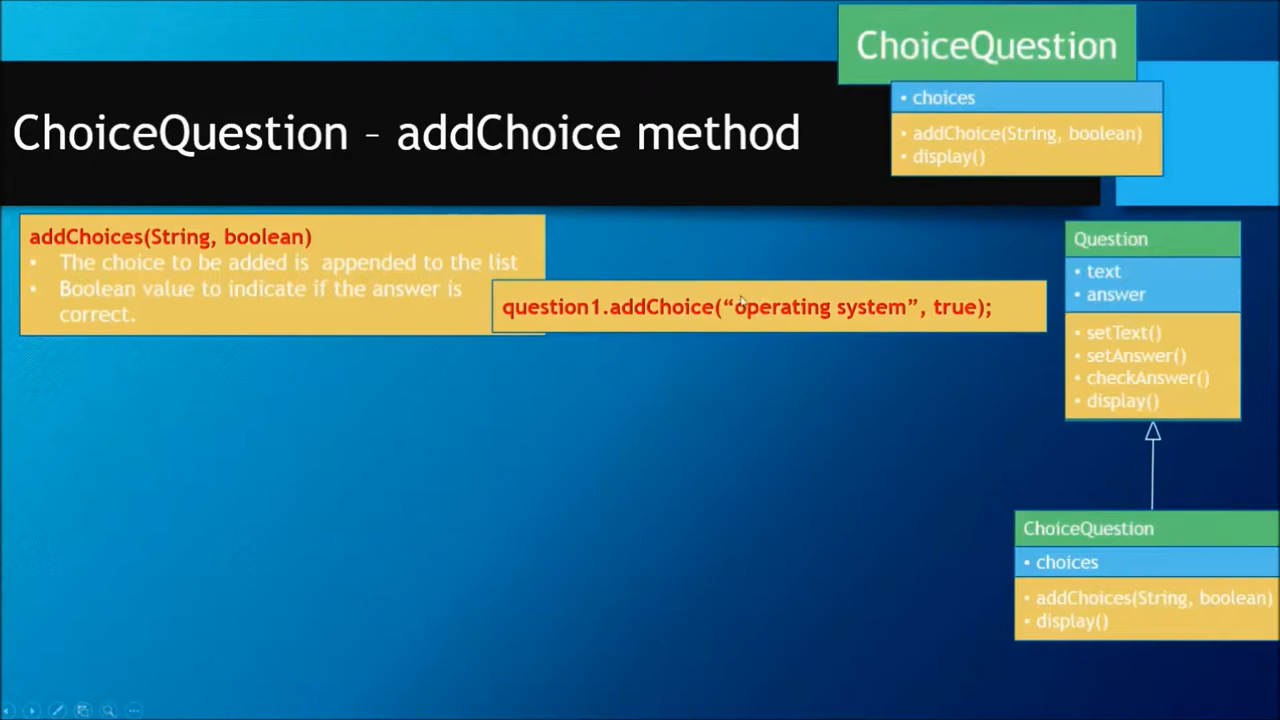 ChoiceQuestion
• choices
• addChoice(String, boolean)
• display()
ChoiceQuestion – addChoice method
addChoices(String, boolean)
• The choice to be added is appended to the list
• Boolean value to indicate if the answer is
correct.
question1.addChoice(“operating system”, true);
Question
• text
• answer
• setText()
• setAnswer()
• checkAnswer()
• display()
ChoiceQuestion
• choices
• addChoices(String, boolean)
• display()